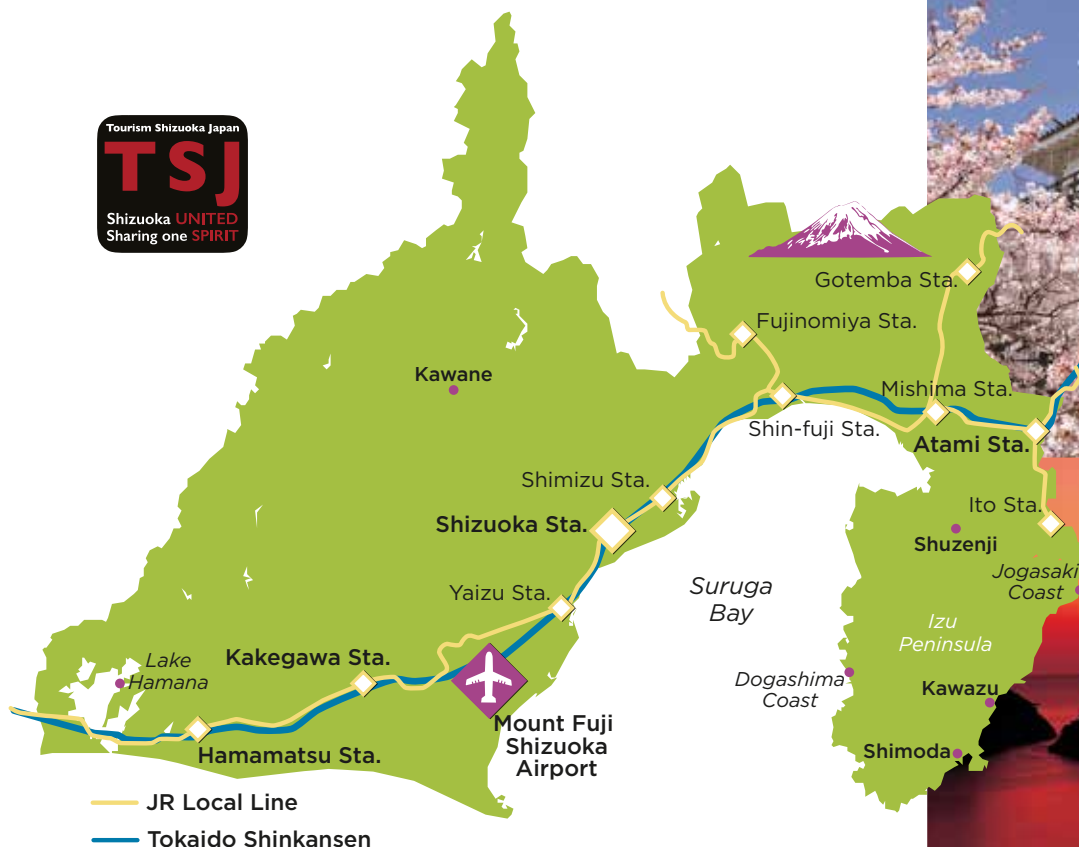 Tourism Shizuoka Japan
TSJ
Shizuoka UNITED
Sharing one SPIRIT
Gotemba Sta.
Fujinomiya Sta.
Kawane
Mishima Sta.
Shin-fuji Sta.
Atami Sta.
Shimizu Sta.
Ito Sta.
Shizuoka Sta.
Shuzenji
Jogasaki
Coast
Suruga
Bay
Yaizu Sta.
Izu
Peninsula
Lake
Hamana
Kakegawa Sta.
Dogashima
Coast
Kawazu
Mount Fuji
Shizuoka
Airport
Hamamatsu Sta.
Shimoda
JR Local Line
Tokaido Shinkansen